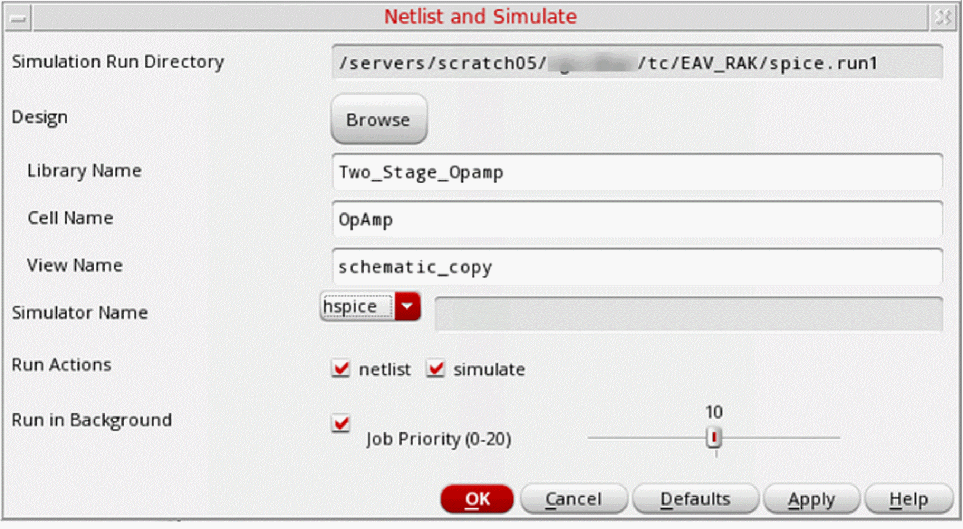 Netlist and Simulate
Simulation Run Directory /servers/scratch05/ /tc/EAV_RAK/spice.run1
Design Browse
Library Name Two_Stage_Opamp
Cell Name OpAmp
View Name schematic_copy
Simulator Name hspice
Run Actions netlist simulate
10
Run in Background Job Priority (0-20)
OK Cancel Defaults Apply Help